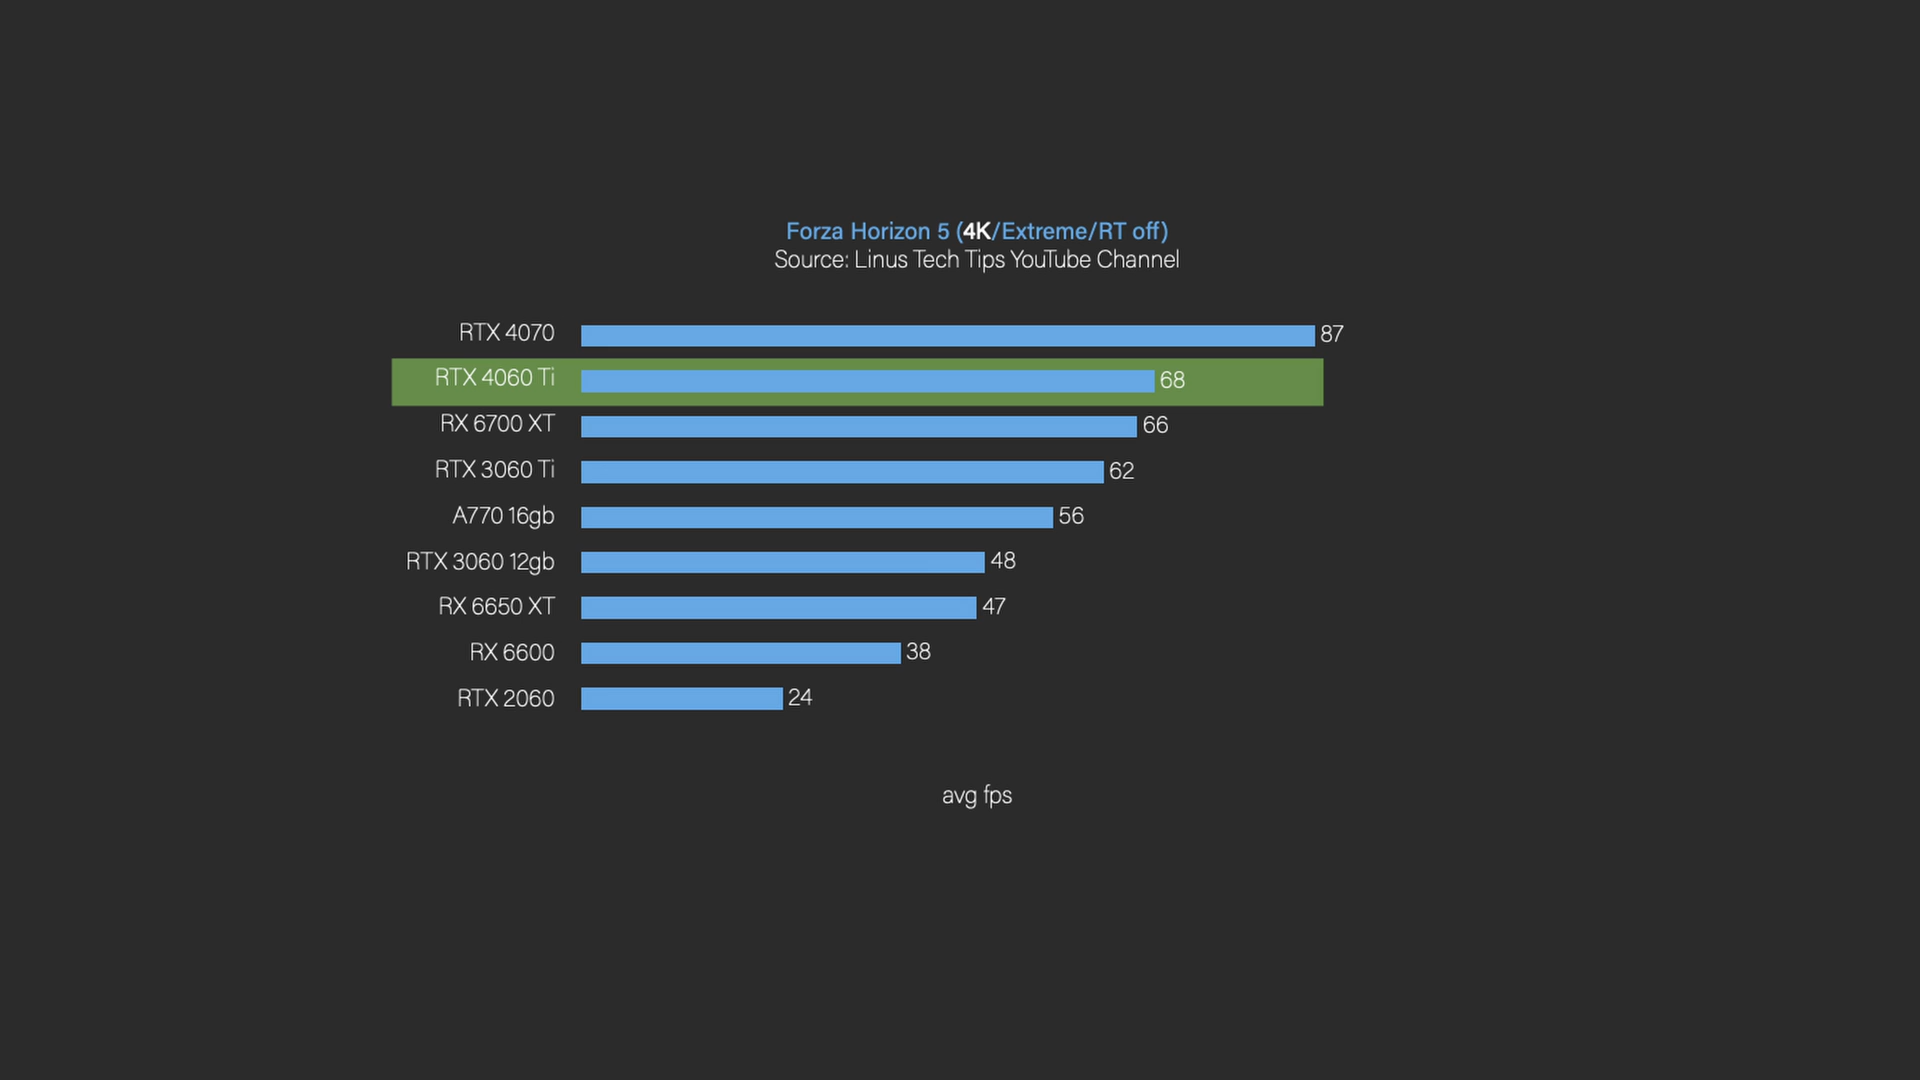 Forza Horizon 5 (4K/Extreme/RT off)
Source: Linus Tech Tips YouTube Channel
RTX 4070 87
RTX 4060 Ti 68
RX 6700 XT 66
RTX 3060 Ti 62
A770 16gb 56
RTX 3060 12gb 48
RX 6650 XT 47
RX 6600 38
RTX 2060 24
avg fps